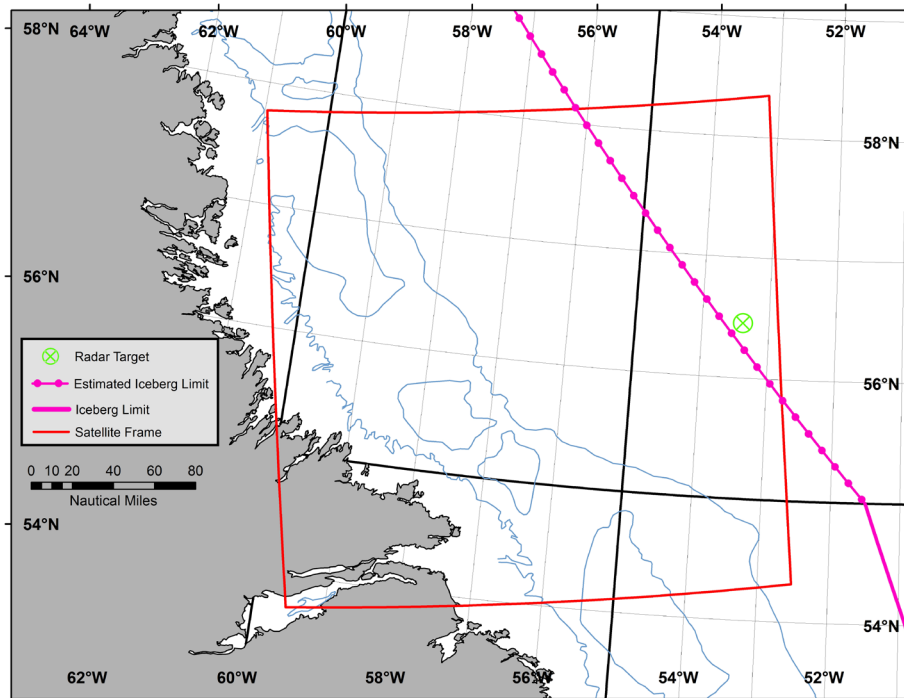 64°W 62°W 60°W 58°W 56°W 54°W 52°W
58°N
58°N
56°N
56°N
Radar Target
Estimated Iceberg Limit
Iceberg Limit
Satellite Frame
0 10 20 40 60 80
Nautical Miles
54°N
54°N
62°W 60°W 58°W 56°W 54°W 52°W